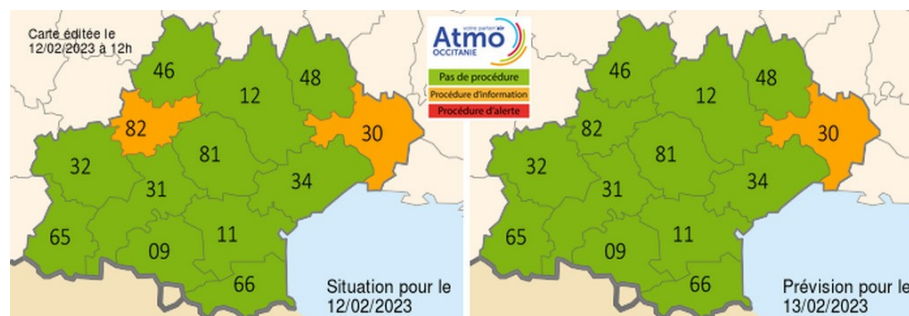 Carte éditée le
12/02/2023 à 12h
46
48
12
82
30
32
81
34
31
65
09
11
66
Situation pour le
12/02/2023
votre parten'air
Atmo
OCCITANIE
Pas de procédure
Procédure d'information
Procédure d'alerte
46
48
12
82
30
32
81
34
31
65
09
11
66
Prévision pour le
13/02/2023